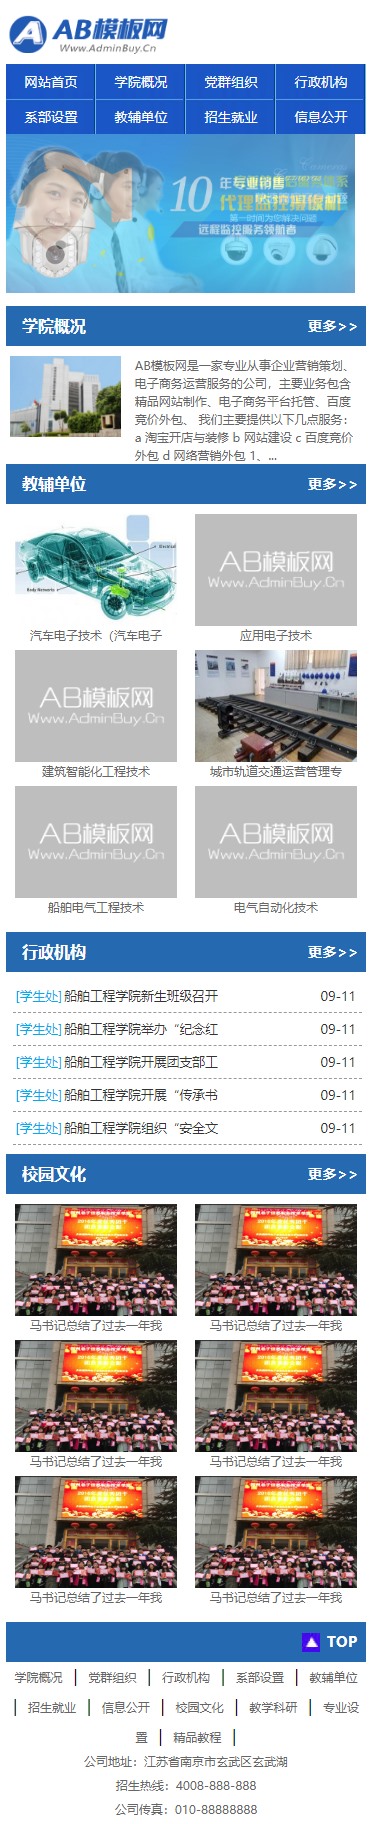 AB模板网
Www.AdminBuy.Cn
网站首页 学院概况 党群组织 行政机构
系部设置 教辅单位 招生就业 信息公开
10 年专业销售
第一时间为您解决问题
远程监控服务领航者
学院概况 更多>>
AB模板网是一家专业从事企业营销策划、
电子商务运营服务的公司，主要业务包含
精品网站制作、电子商务平台托管、百度
竞价外包、 我们主要提供以下几点服务：
a 淘宝开店与装修 b 网站建设 c 百度竞价
外包 d 网络营销外包 1、...
教辅单位 更多>>
Electrical
Body Networks
AB模板网
Www.AdminBuy.Cn
汽车电子技术（汽车电子 应用电子技术
AB模板网
Www.AdminBuy.Cn
建筑智能化工程技术 城市轨道交通运营管理专
AB模板网 AB模板网
Www.AdminBuy.Cn Www.AdminBuy.Cn
船舶电气工程技术 电气自动化技术
行政机构 更多>>
[学生处] 船舶工程学院新生班级召开 09-11
[学生处] 船舶工程学院举办“纪念红 09-11
[学生处] 船舶工程学院开展团支部工 09-11
[学生处] 船舶工程学院开展“传承书 09-11
[学生处] 船舶工程学院组织“安全文 09-11
校园文化 更多>>
马书记总结了过去一年我 马书记总结了过去一年我
马书记总结了过去一年我 马书记总结了过去一年我
马书记总结了过去一年我 马书记总结了过去一年我
TOP
学院概况 | 党群组织 | 行政机构 | 系部设置 | 教辅单位
| 招生就业 | 信息公开 | 校园文化 | 教学科研 | 专业设
置 | 精品教程 |
公司地址：江苏省南京市玄武区玄武湖
招生热线：4008-888-888
公司传真：010-88888888